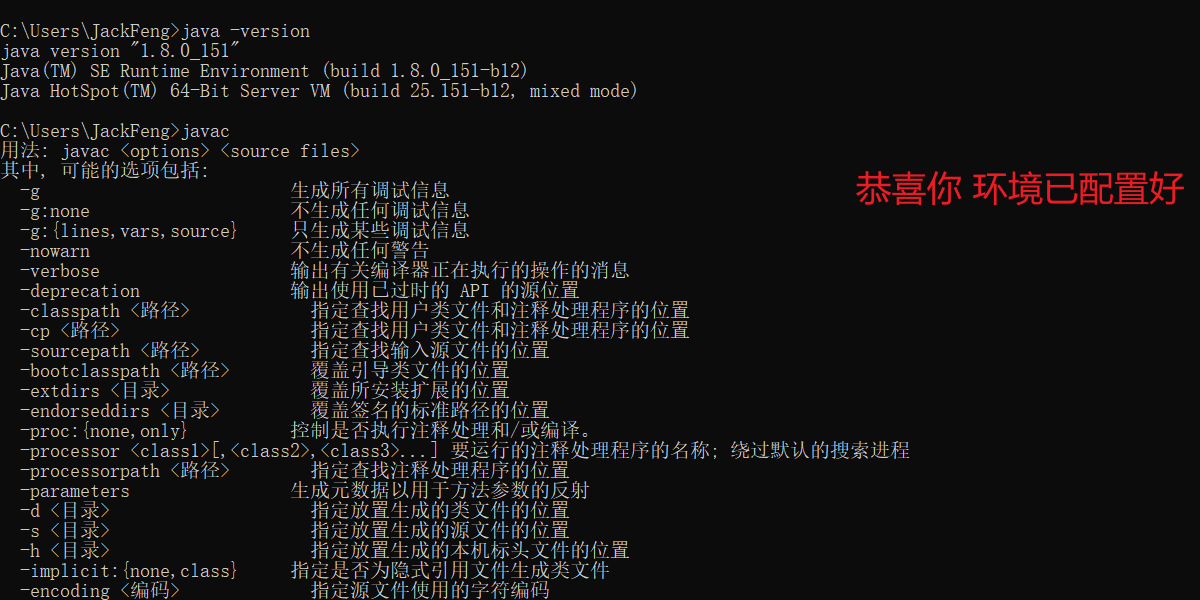 C:\Users\JackFeng>java -version
java version "1.8.0_151"
Java(TM) SE Runtime Environment (build 1.8.0_151-b12)
Java HotSpot(TM) 64-Bit Server VM (build 25.151-b12, mixed mode)
C:\Users\JackFeng>javac
用法: javac <options> <source files>
其中, 可能的选项包括:
恭喜你 环境已配置好
-g 生成所有调试信息
-g:none 不生成任何调试信息
-g:{lines,vars,source} 只生成某些调试信息
-nowarn 不生成任何警告
-verbose 输出有关编译器正在执行的操作的消息
-deprecation 输出使用已过时的 API 的源位置
-classpath <路径> 指定查找用户类文件和注释处理程序的位置
-cp <路径> 指定查找用户类文件和注释处理程序的位置
-sourcepath <路径> 指定查找输入源文件的位置
-bootclasspath <路径> 覆盖引导类文件的位置
-extdirs <目录> 覆盖所安装扩展的位置
-endorseddirs <目录> 覆盖签名的标准路径的位置
-proc:{none,only} 控制是否执行注释处理和/或编译。
-processor <class1>[,<class2>,<class3>...] 要运行的注释处理程序的名称; 绕过默认的搜索进程
-processorpath <路径> 指定查找注释处理程序的位置
-parameters 生成元数据以用于方法参数的反射
-d <目录> 指定放置生成的类文件的位置
-s <目录> 指定放置生成的源文件的位置
-h <目录> 指定放置生成的本机标头文件的位置
-implicit:{none,class} 指定是否为隐式引用文件生成类文件
-encoding <编码> 指定源文件使用的字符编码